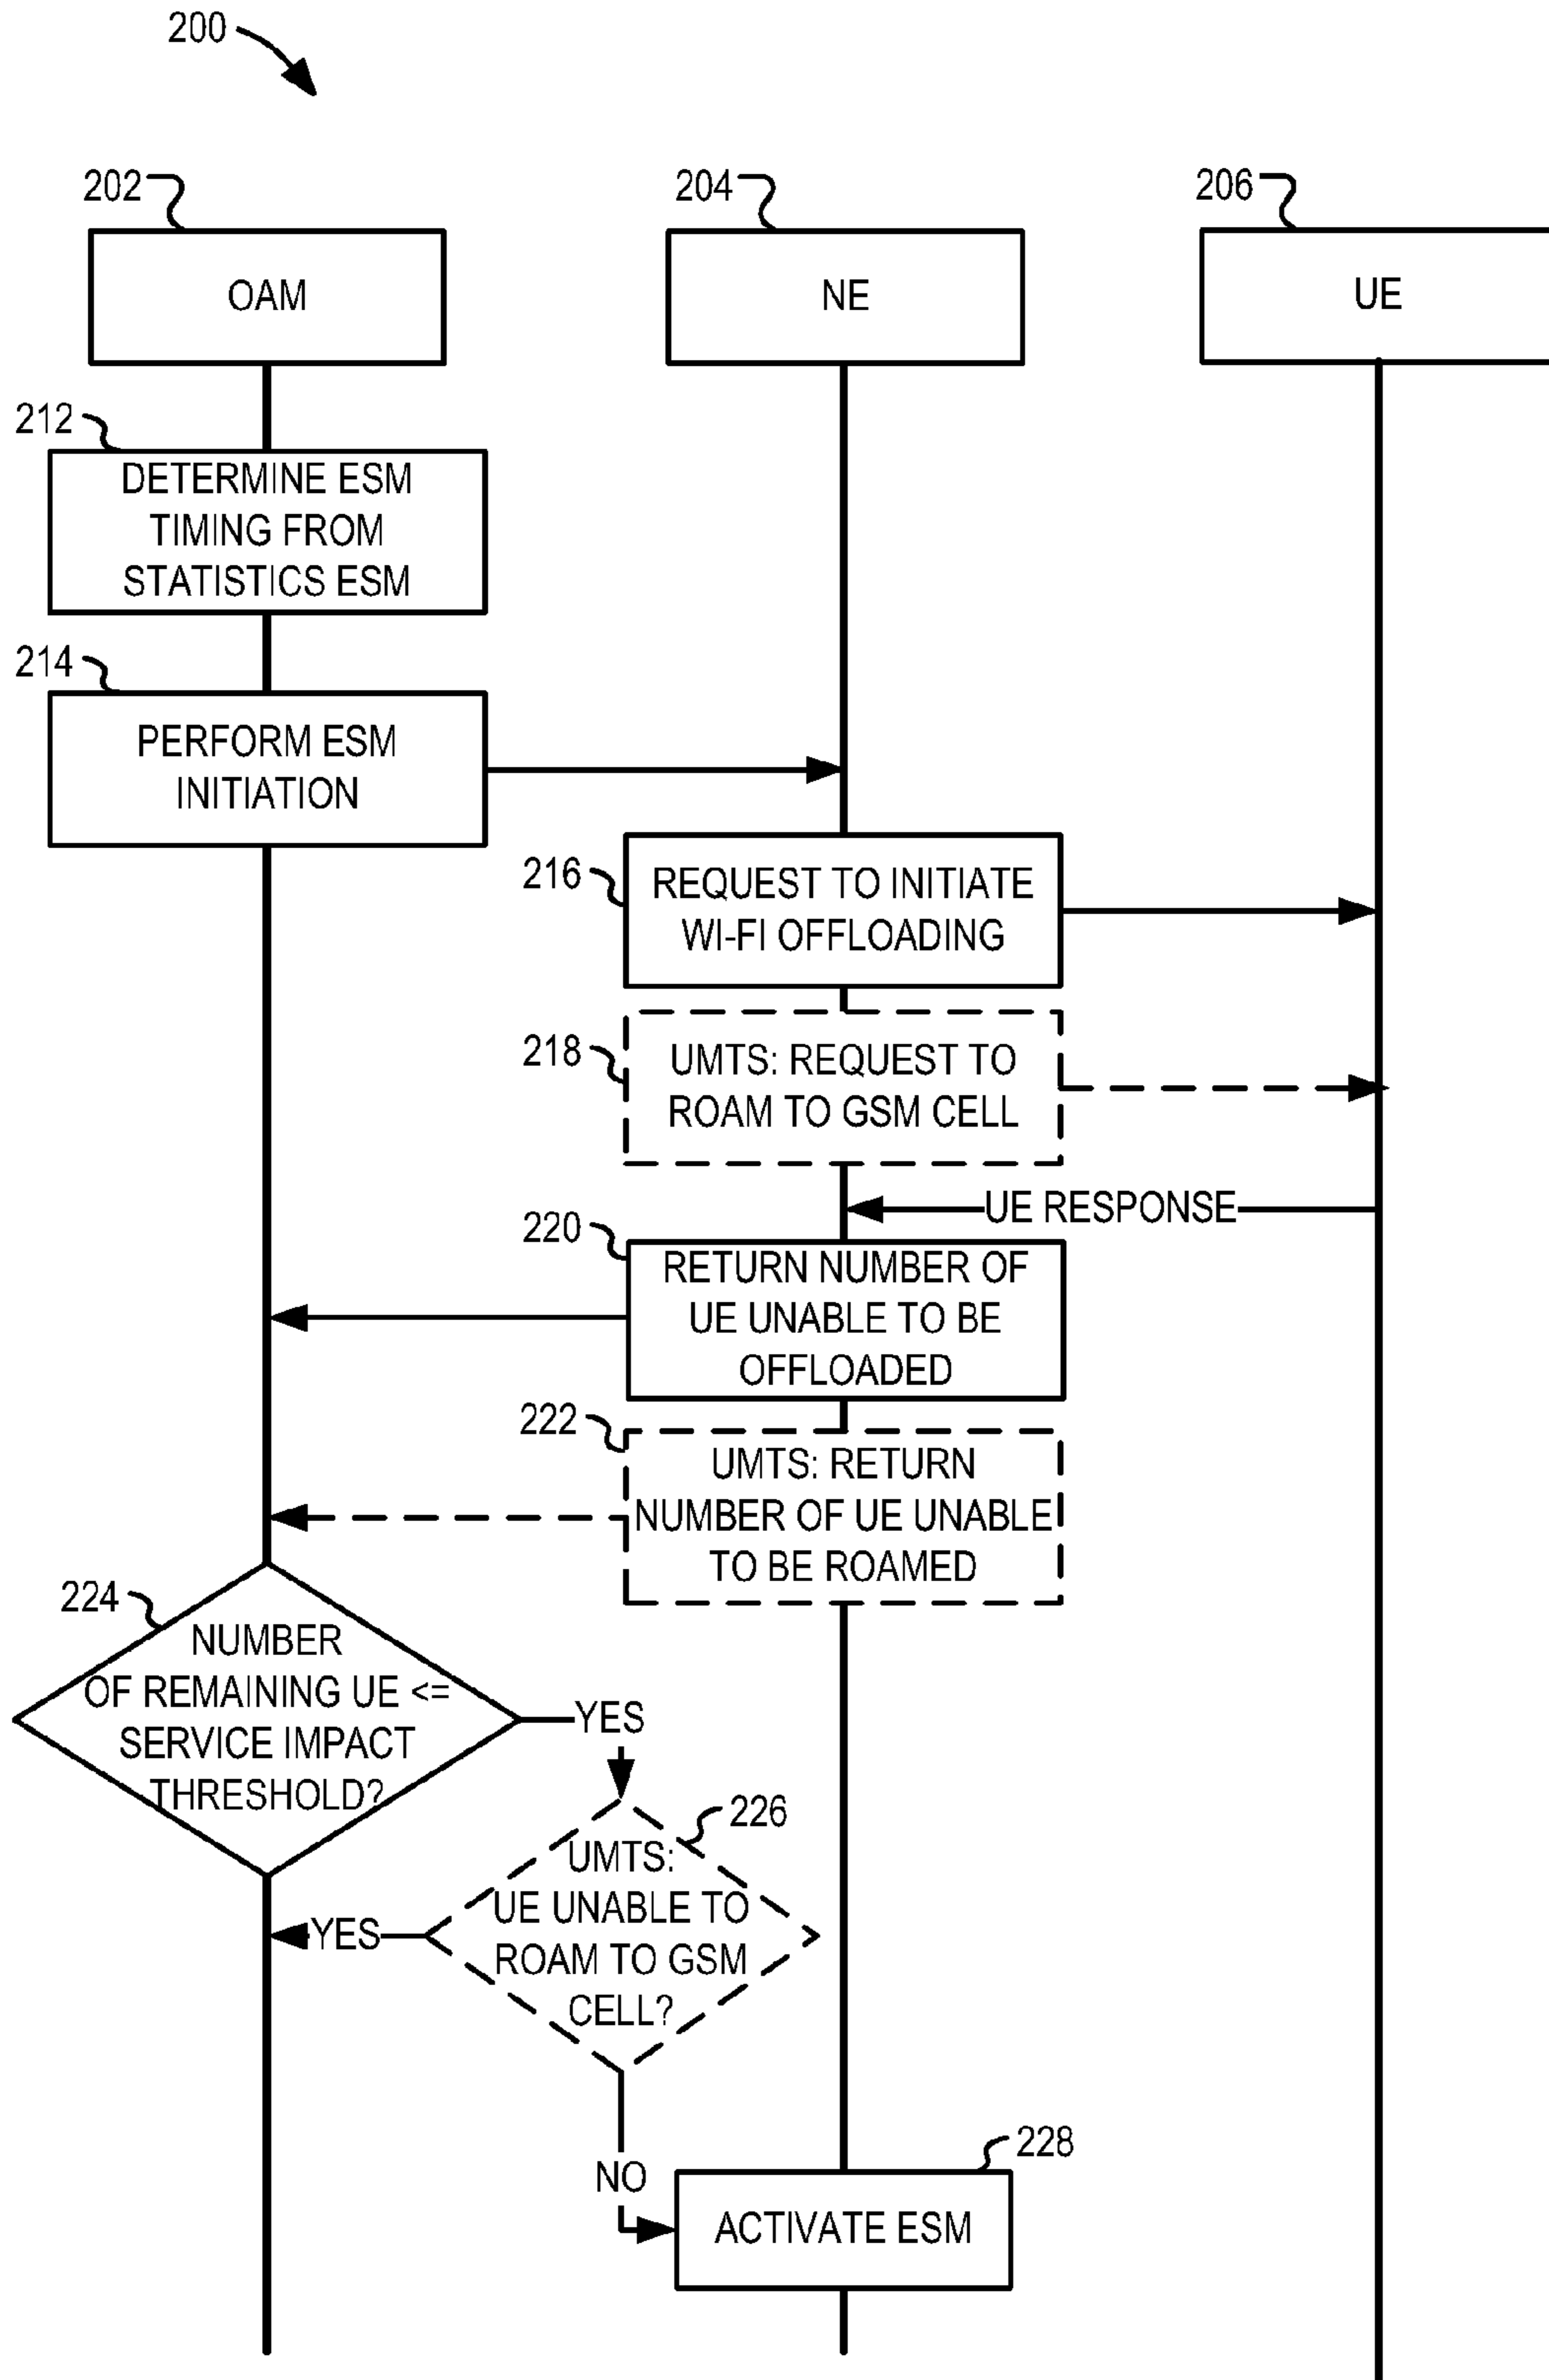 200
202
204
206
OAM
NE
UE
212
DETERMINE ESM
TIMING FROM
STATISTICS ESM
214
PERFORM ESM
INITIATION
216
REQUEST TO INITIATE
WI-FI OFFLOADING
218
UMTS: REQUEST TO
ROAM TO GSM CELL
UE RESPONSE
220
RETURN NUMBER OF
UE UNABLE TO BE
OFFLOADED
222
UMTS: RETURN
NUMBER OF UE UNABLE
TO BE ROAMED
224
NUMBER
OF REMAINING UE <=
SERVICE IMPACT
THRESHOLD?
YES
226
UMTS:
UE UNABLE TO
ROAM TO GSM
CELL?
YES
NO
228
ACTIVATE ESM